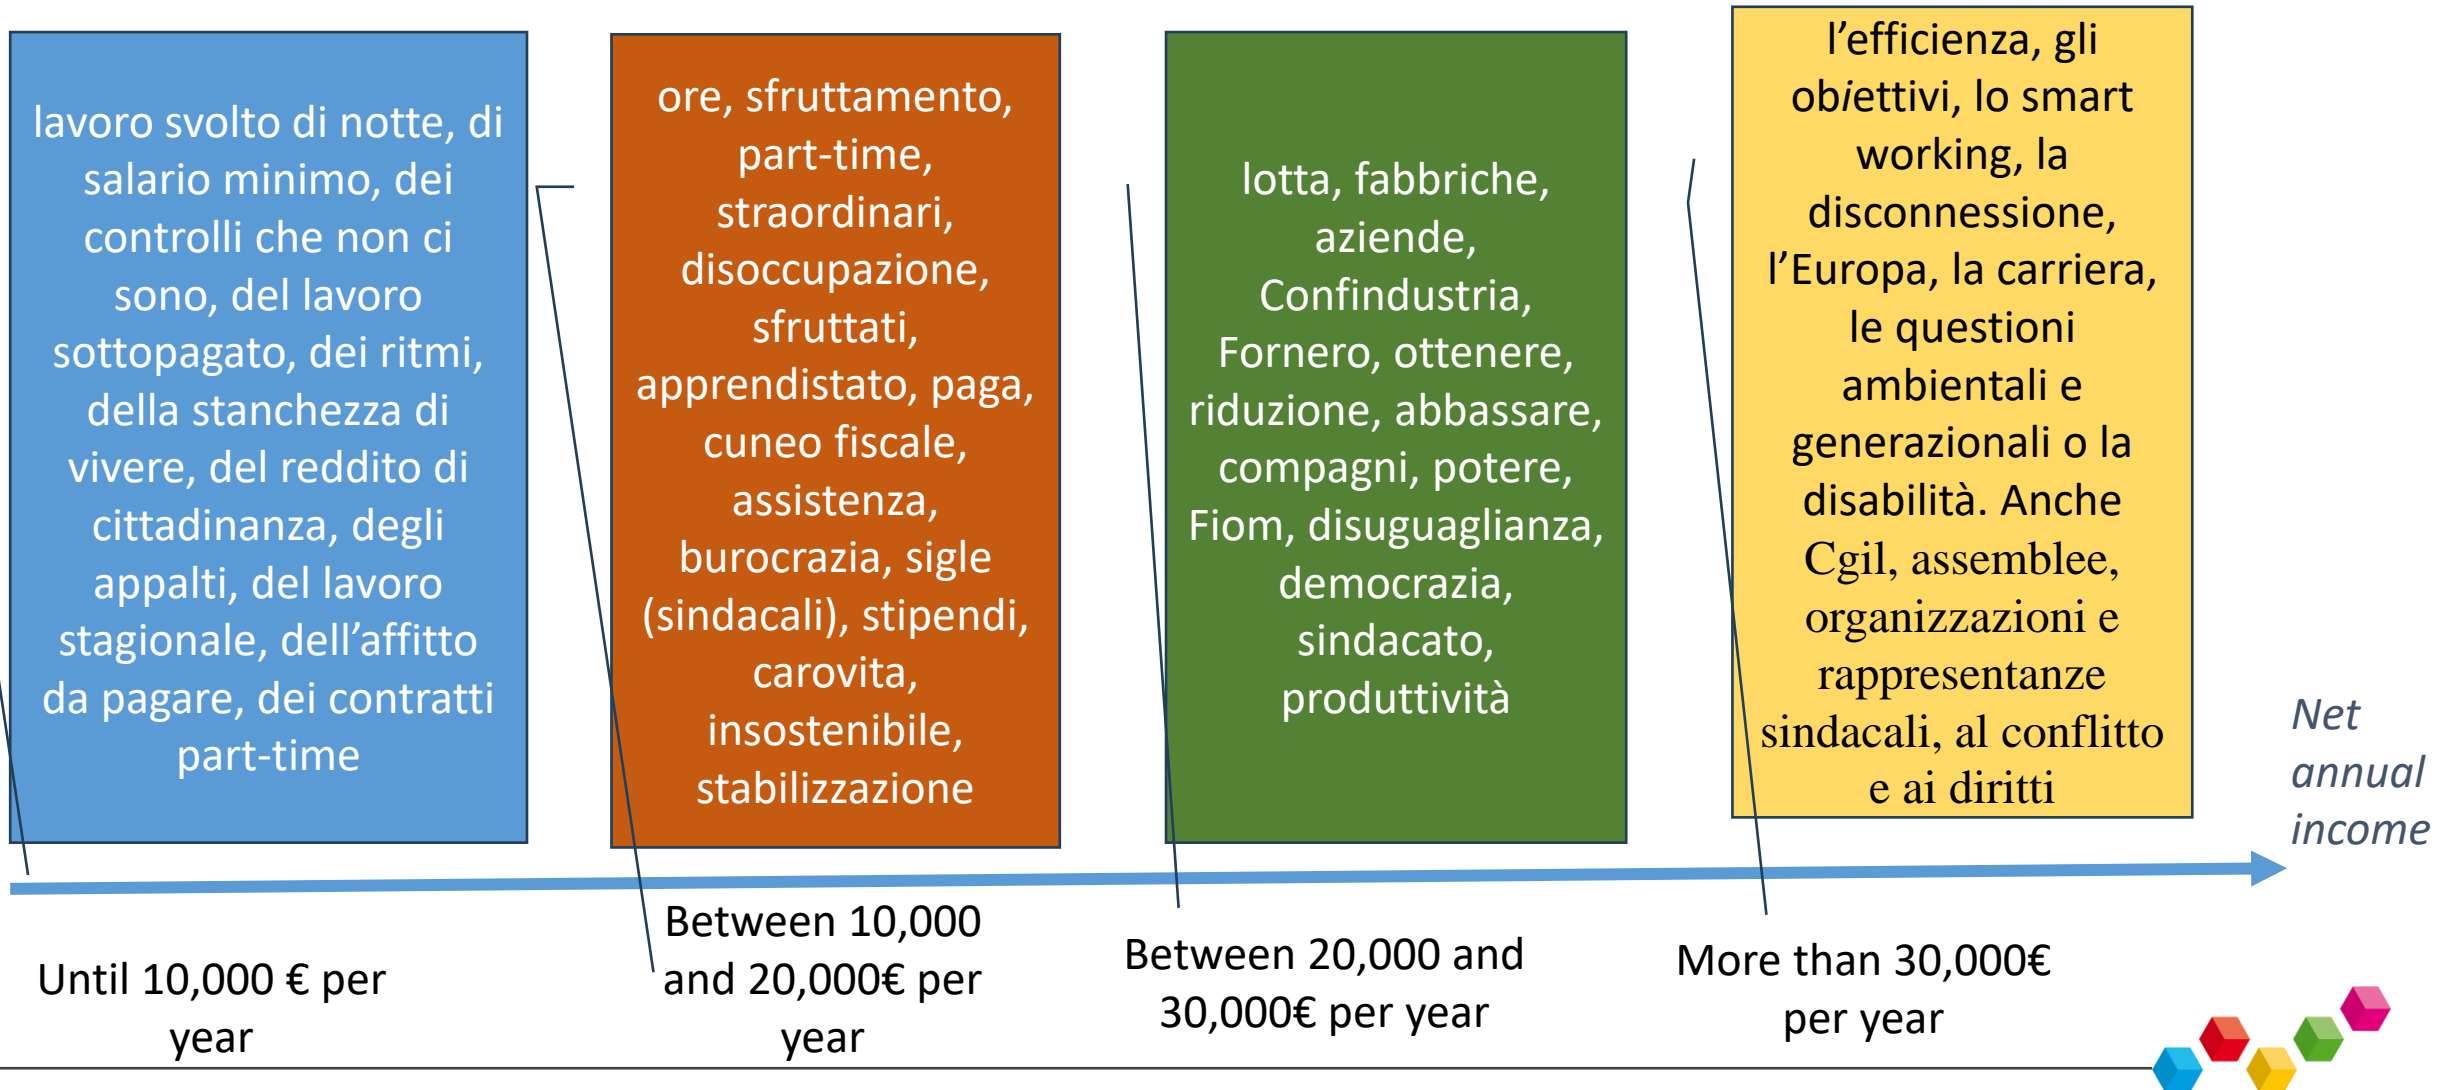 lavoro svolto di notte, di
salario minimo, dei
controlli che non ci
sono, del lavoro
sottopagato, dei ritmi,
della stanchezza di
vivere, del reddito di
cittadinanza, degli
appalti, del lavoro
stagionale, dell’affitto
da pagare, dei contratti
part-time
ore, sfruttamento,
part-time,
straordinari,
disoccupazione,
sfruttati,
apprendistato, paga,
cuneo fiscale,
assistenza,
burocrazia, sigle
(sindacali), stipendi,
carovita,
insostenibile,
stabilizzazione
lotta, fabbriche,
aziende,
Confindustria,
Fornero, ottenere,
riduzione, abbassare,
compagni, potere,
Fiom, disuguaglianza,
democrazia,
sindacato,
produttività
l’efficienza, gli
obiettivi, lo smart
working, la
disconnessione,
l’Europa, la carriera,
le questioni
ambientali e
generazionali o la
disabilità. Anche
Cgil, assemblee,
organizzazioni e
rappresentanze
sindacali, al conflitto
e ai diritti
Net
annual
income
Until 10,000 € per
year
Between 10,000
and 20,000€ per
year
Between 20,000 and
30,000€ per year
More than 30,000€
per year